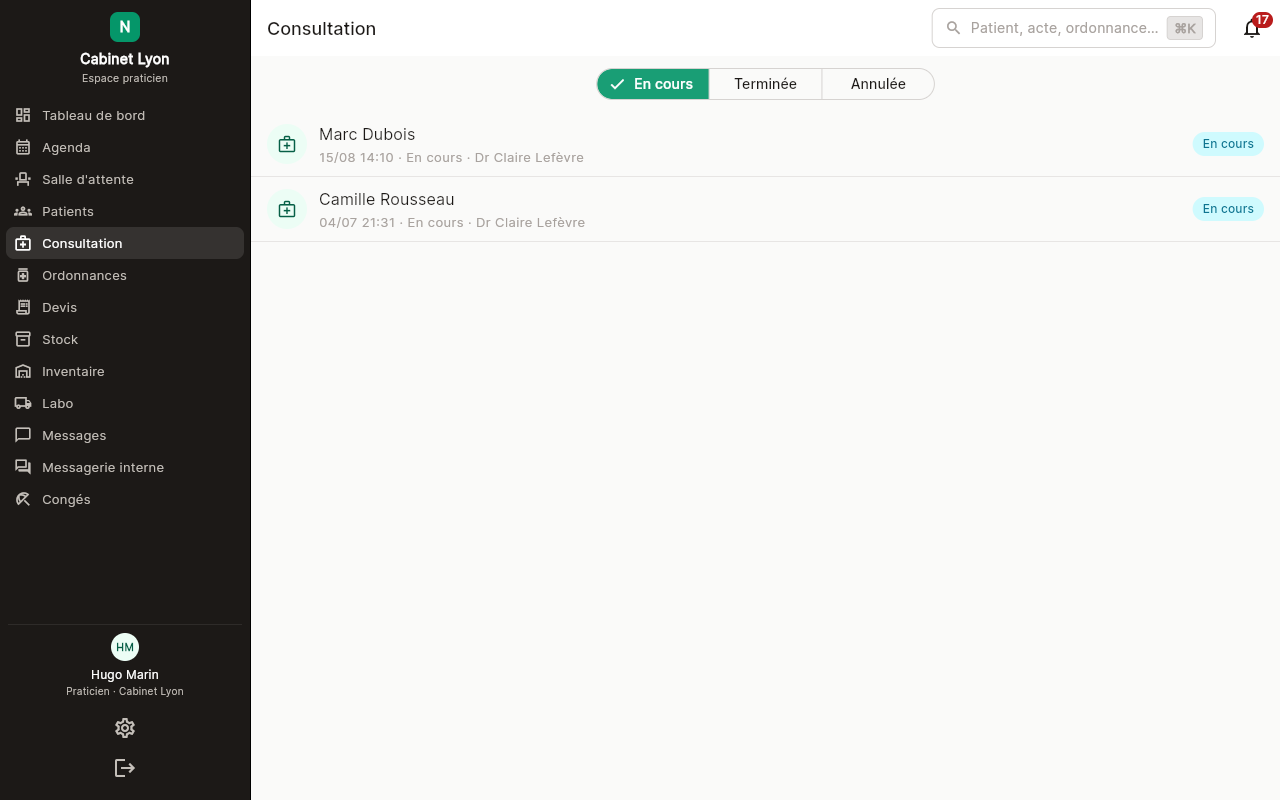 N
Cabinet Lyon
Espace praticien
Tableau de bord
Agenda
Salle d'attente
Patients
Consultation
Ordonnances
Devis
Stock
Inventaire
Labo
Messages
Messagerie interne
Congés
HM
Hugo Marin
Praticien · Cabinet Lyon
Consultation
Patient, acte, ordonnance... ⌘K
17
En cours
Terminée
Annulée
Marc Dubois
15/08 14:10 · En cours · Dr Claire Lefèvre
En cours
Camille Rousseau
04/07 21:31 · En cours · Dr Claire Lefèvre
En cours